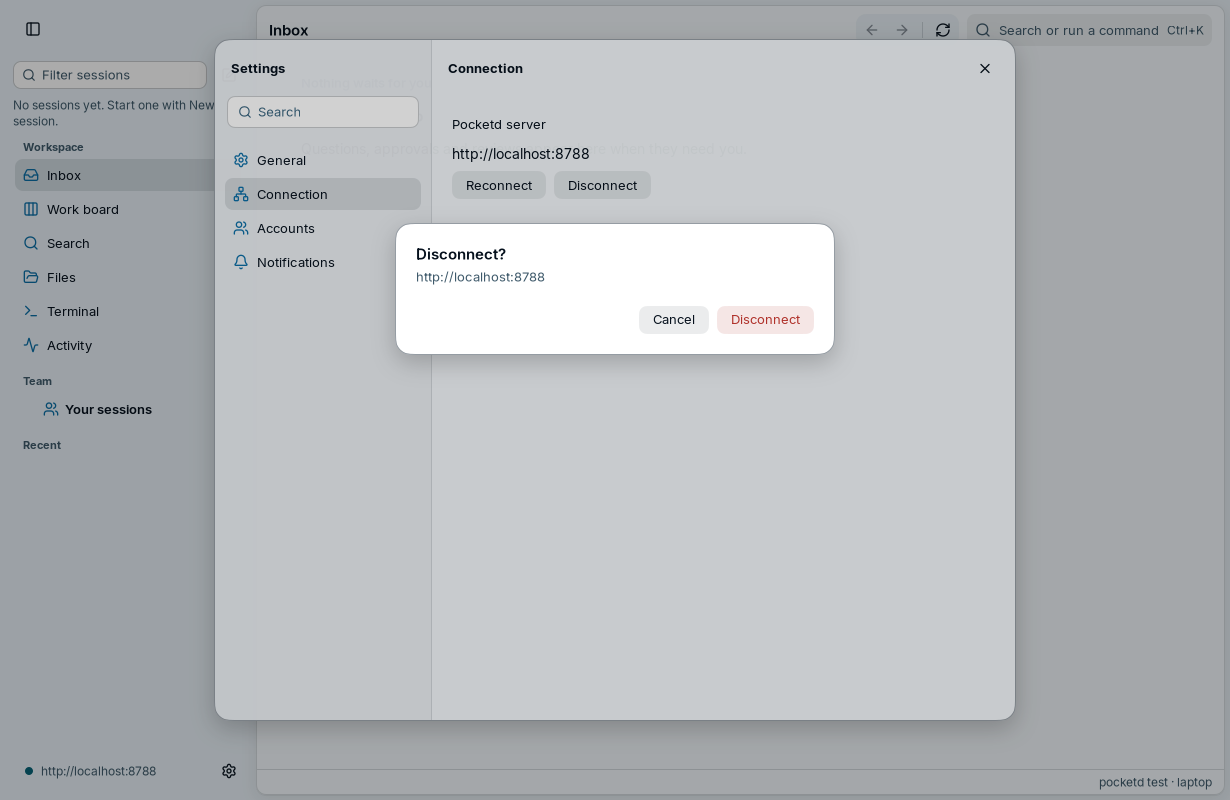 Inbox
Search or run a command Ctrl+K
Filter sessions
No sessions yet. Start one with New
session.
Workspace
Inbox
Work board
Search
Files
Terminal
Activity
Team
Your sessions
Recent
http://localhost:8788
Settings
Search
General
Connection
Accounts
Notifications
Connection
Pocketd server
http://localhost:8788
Reconnect
Disconnect
Disconnect?
http://localhost:8788
Cancel
Disconnect
pocketd test · laptop